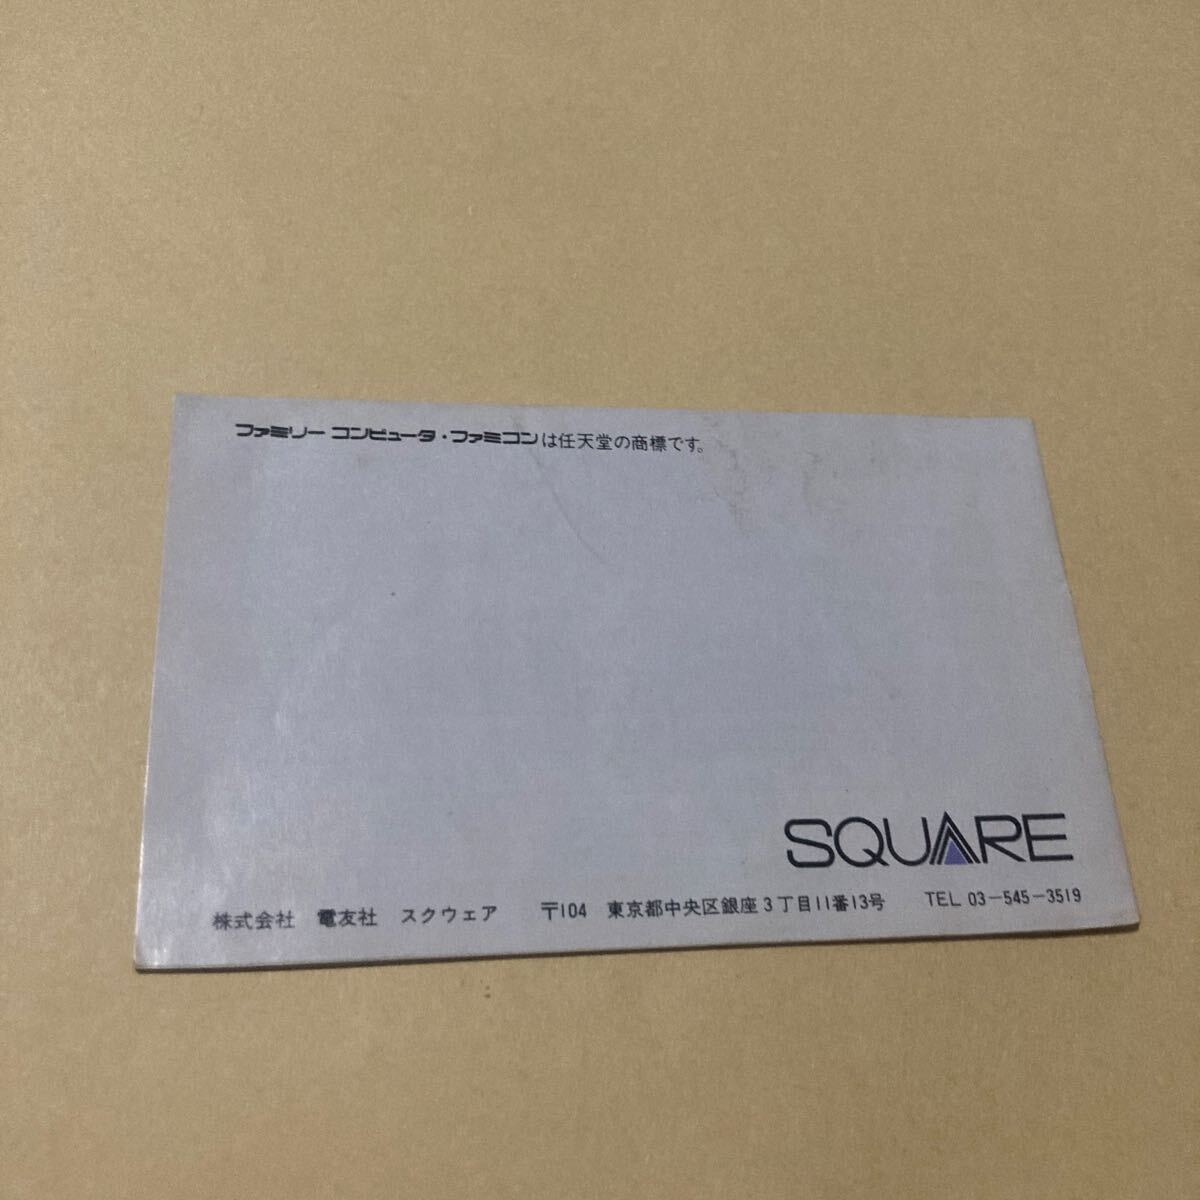 ファミリー コンピュータ・ファミコンは任天堂の商標です。
SQUARE
株式会社 電友社 スクウェア 〒104 東京都中央区銀座3丁目11番13号 TEL 03-545-3519